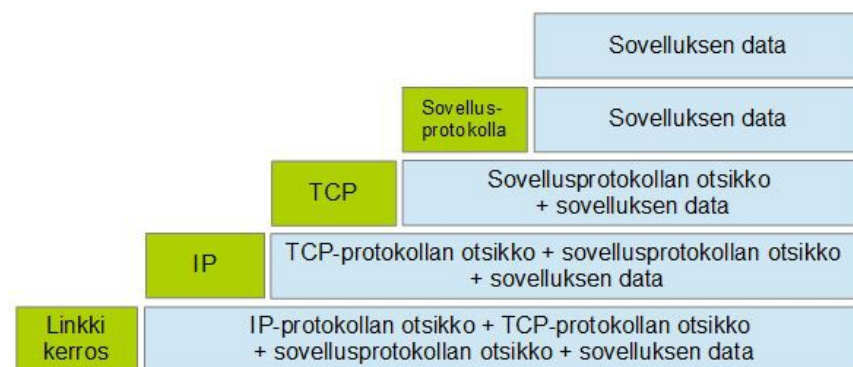 Sovelluksen data
Sovellus-
protokolla
Sovelluksen data
TCP
Sovellusprotokollan otsikko
+ sovelluksen data
IP
TCP-protokollan otsikko + sovellusprotokollan otsikko
+ sovelluksen data
Linkki
kerros
IP-protokollan otsikko + TCP-protokollan otsikko
+ sovellusprotokollan otsikko + sovelluksen data